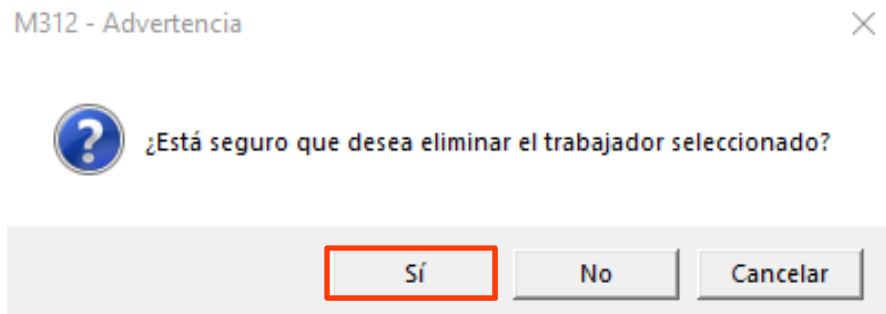 M312 - Advertencia
¿Está seguro que desea eliminar el trabajador seleccionado?
Sí No Cancelar